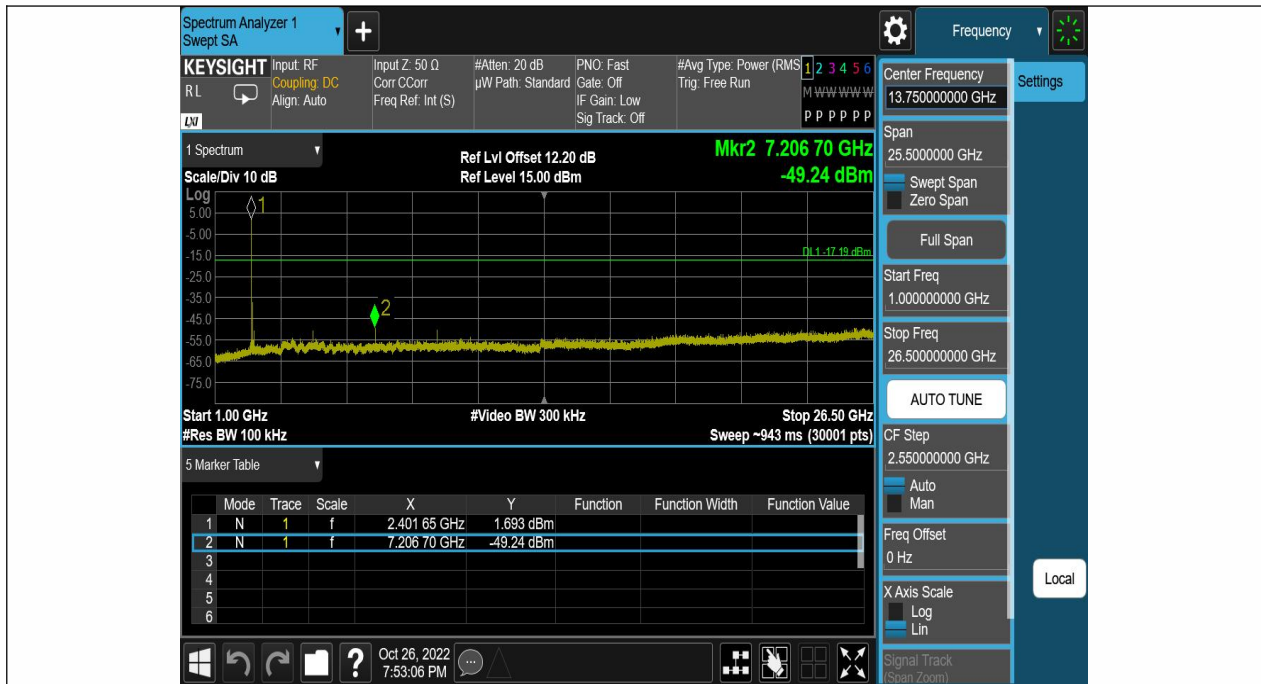 Spectrum Analyzer 1
Swept SA
+
Frequency
KEYSIGHT
RL
LXI
Input: RF
Coupling: DC
Align: Auto
Input Z: 50 Ω
Corr CCorr
Freq Ref: Int (S)
#Atten: 20 dB
µW Path: Standard
PNO: Fast
Gate: Off
IF Gain: Low
Sig Track: Off
#Avg Type: Power (RMS
Trig: Free Run
1 2 3 4 5 6
M W W W W W
P P P P P P
1 Spectrum
Scale/Div 10 dB
Ref Lvl Offset 12.20 dB
Ref Level 15.00 dBm
Mkr2 7.206 70 GHz
-49.24 dBm
Log
5.00
-5.00
-15.0
-25.0
-35.0
-45.0
-55.0
-65.0
-75.0
1
2
DL1 -17.19 dBm
Start 1.00 GHz
#Video BW 300 kHz
Stop 26.50 GHz
#Res BW 100 kHz
Sweep ~943 ms (30001 pts)
5 Marker Table
Mode Trace Scale X Y Function Function Width Function Value
1 N 1 f 2.401 65 GHz 1.693 dBm
2 N 1 f 7.206 70 GHz -49.24 dBm
3
4
5
6
?
Oct 26, 2022
7:53:06 PM
Center Frequency
13.750000000 GHz
Span
25.5000000 GHz
Swept Span
Zero Span
Full Span
Start Freq
1.000000000 GHz
Stop Freq
26.500000000 GHz
AUTO TUNE
CF Step
2.550000000 GHz
Auto
Man
Freq Offset
0 Hz
X Axis Scale
Log
Lin
Signal Track
(Span Zoom)
Settings
Local